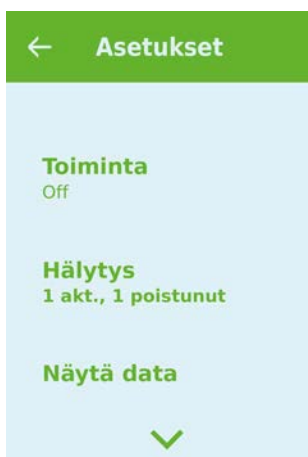 Asetukset
Toiminta
Off
Hälytys
1 akt., 1 poistunut
Näytä data